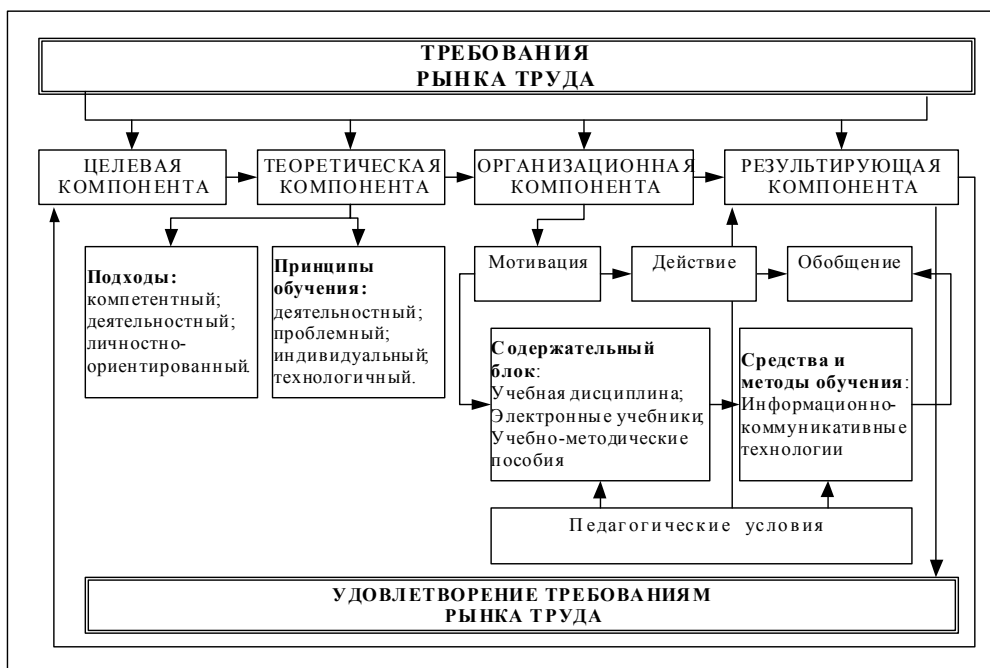 ТРЕБОВАНИЯ
РЫНКА ТРУДА
ЦЕЛЕВАЯ
КОМПОНЕНТА
ТЕОРЕТИЧЕСКАЯ
КОМПОНЕНТА
ОРГАНИЗАЦИОННАЯ
КОМПОНЕНТА
РЕЗУЛЬТИРУЮЩАЯ
КОМПОНЕНТА
Подходы:
компетентный;
деятельностный;
личностно-
ориентированный.
Принципы
обучения:
деятельностный;
проблемный;
индивидуальный;
технологичный.
Мотивация
Действие
Обобщение
Содержательный
блок:
Учебная дисциплина;
Электронные учебники;
Учебно-методические
пособия
Средства и
методы обучения:
Информационно-
коммуникативные
технологии
Педагогические условия
УДОВЛЕТВОРЕНИЕ ТРЕБОВАНИЯМ
РЫНКА ТРУДА